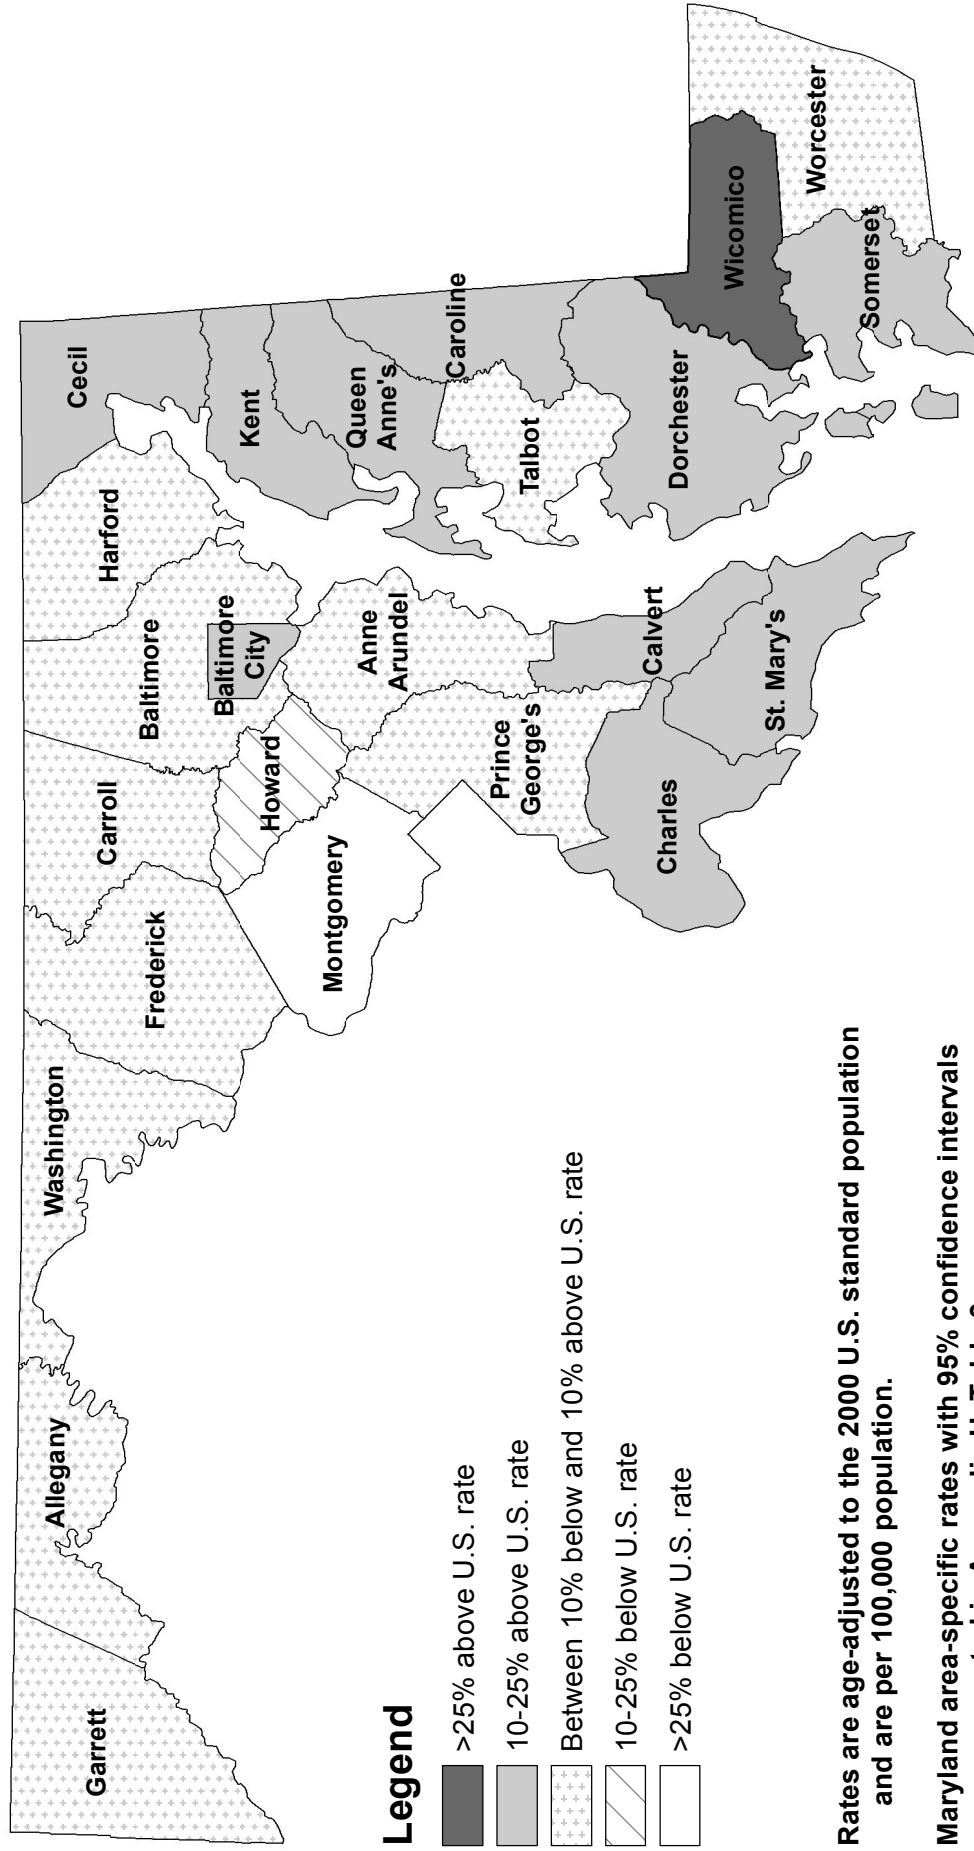 Garrett
Allegany
Washington
Frederick
Carroll
Baltimore
Harford
Cecil
Baltimore
City
Howard
Montgomery
Anne
Arundel
Prince
George's
Kent
Queen
Anne's
Caroline
Talbot
Calvert
Charles
St. Mary's
Dorchester
Wicomico
Worcester
Somerset
Legend
>25% above U.S. rate
10-25% above U.S. rate
Between 10% below and 10% above U.S. rate
10-25% below U.S. rate
>25% below U.S. rate
Rates are age-adjusted to the 2000 U.S. standard population
and are per 100,000 population.
Maryland area-specific rates with 95% confidence intervals